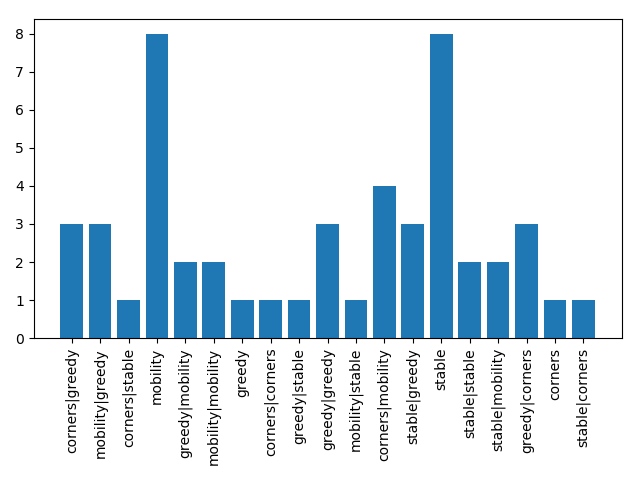 8
7
6
5
4
3
2
1
0
corners|greedy
mobility|greedy
corners|stable
mobility
greedy|mobility
mobility|mobility
greedy
corners|corners
greedy|stable
greedy|greedy
mobility|stable
corners|mobility
stable|greedy
stable
stable|stable
stable|mobility
greedy|corners
corners
stable|corners